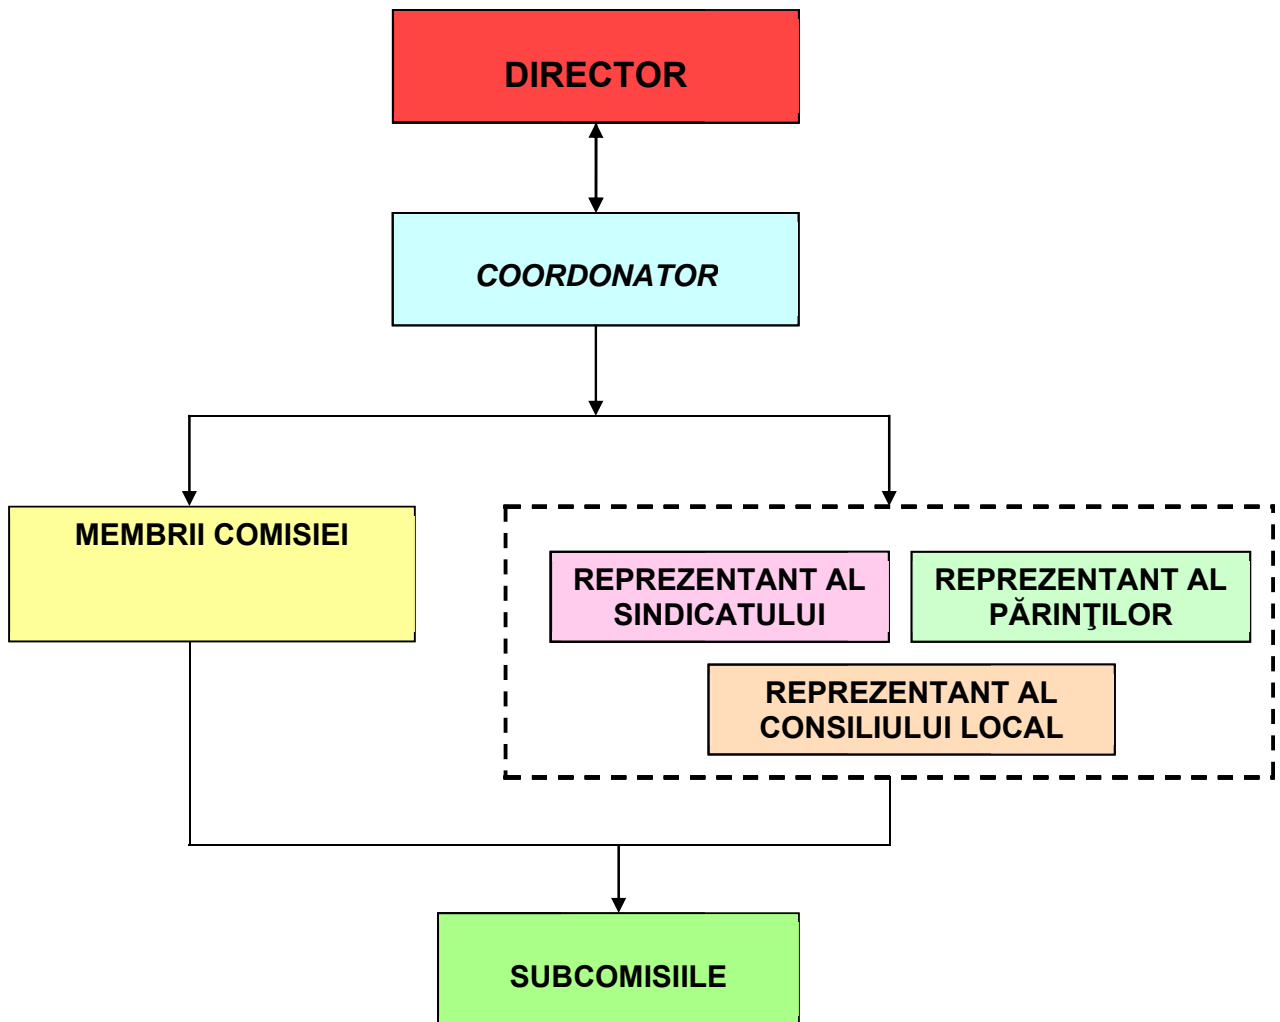 DIRECTOR
COORDONATOR
MEMBRII COMISIEI
REPREZENTANT AL
SINDICATULUI
REPREZENTANT AL
PĂRINŢILOR
REPREZENTANT AL
CONSILIULUI LOCAL
SUBCOMISIILE